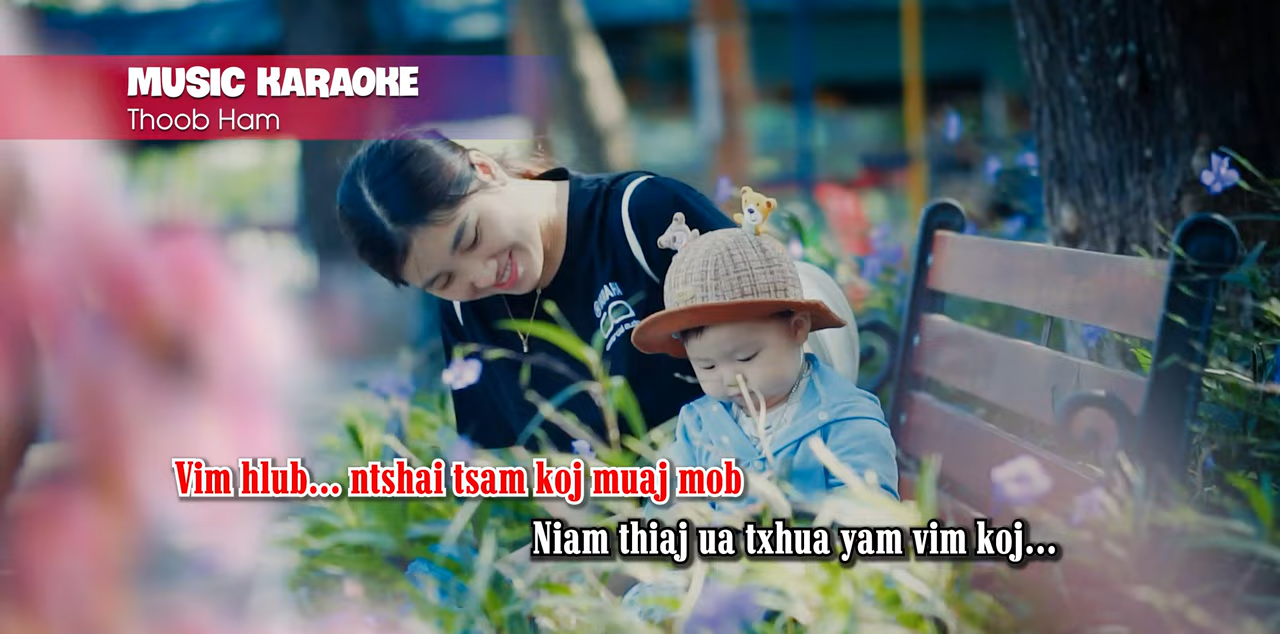 MUSIC KARAOKE
Thoob Ham
Vim hlub... ntshai tsam koj muaj mob
Niam thiaj ua txhua yam vim koj...